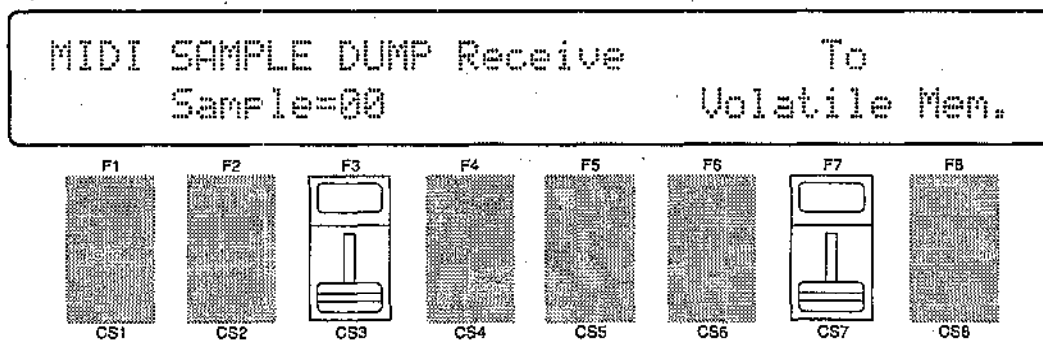 MIDI SAMPLE DUMP Receive To
Sample=00 Volatile Mem.
F1 F2 F3 F4 F5 F6 F7 F8
CS1 CS2 CS3 CS4 CS5 CS6 CS7 CS8